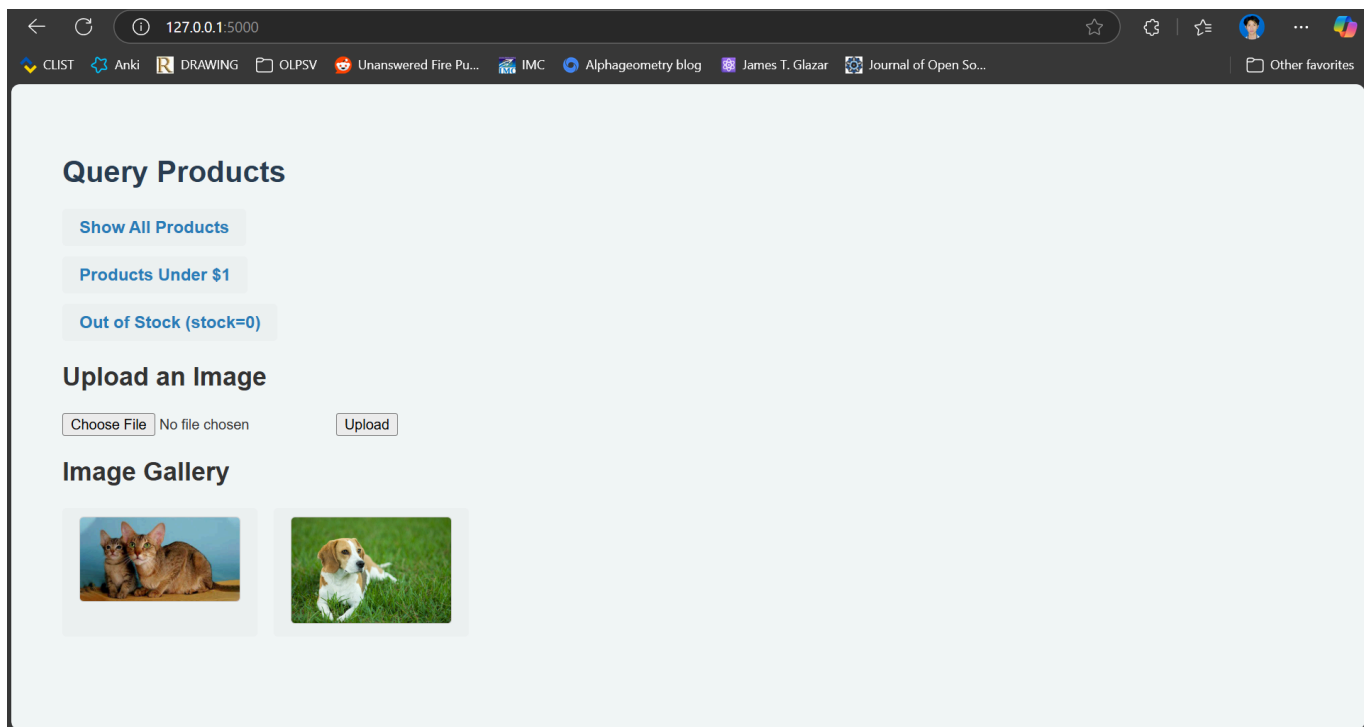 127.0.0.1:5000
CLIST Anki DRAWING OLPSV Unanswered Fire Pu... IMC Alphageometry blog James T. Glazar Journal of Open So... Other favorites
Query Products
Show All Products
Products Under $1
Out of Stock (stock=0)
Upload an Image
Choose File No file chosen Upload
Image Gallery